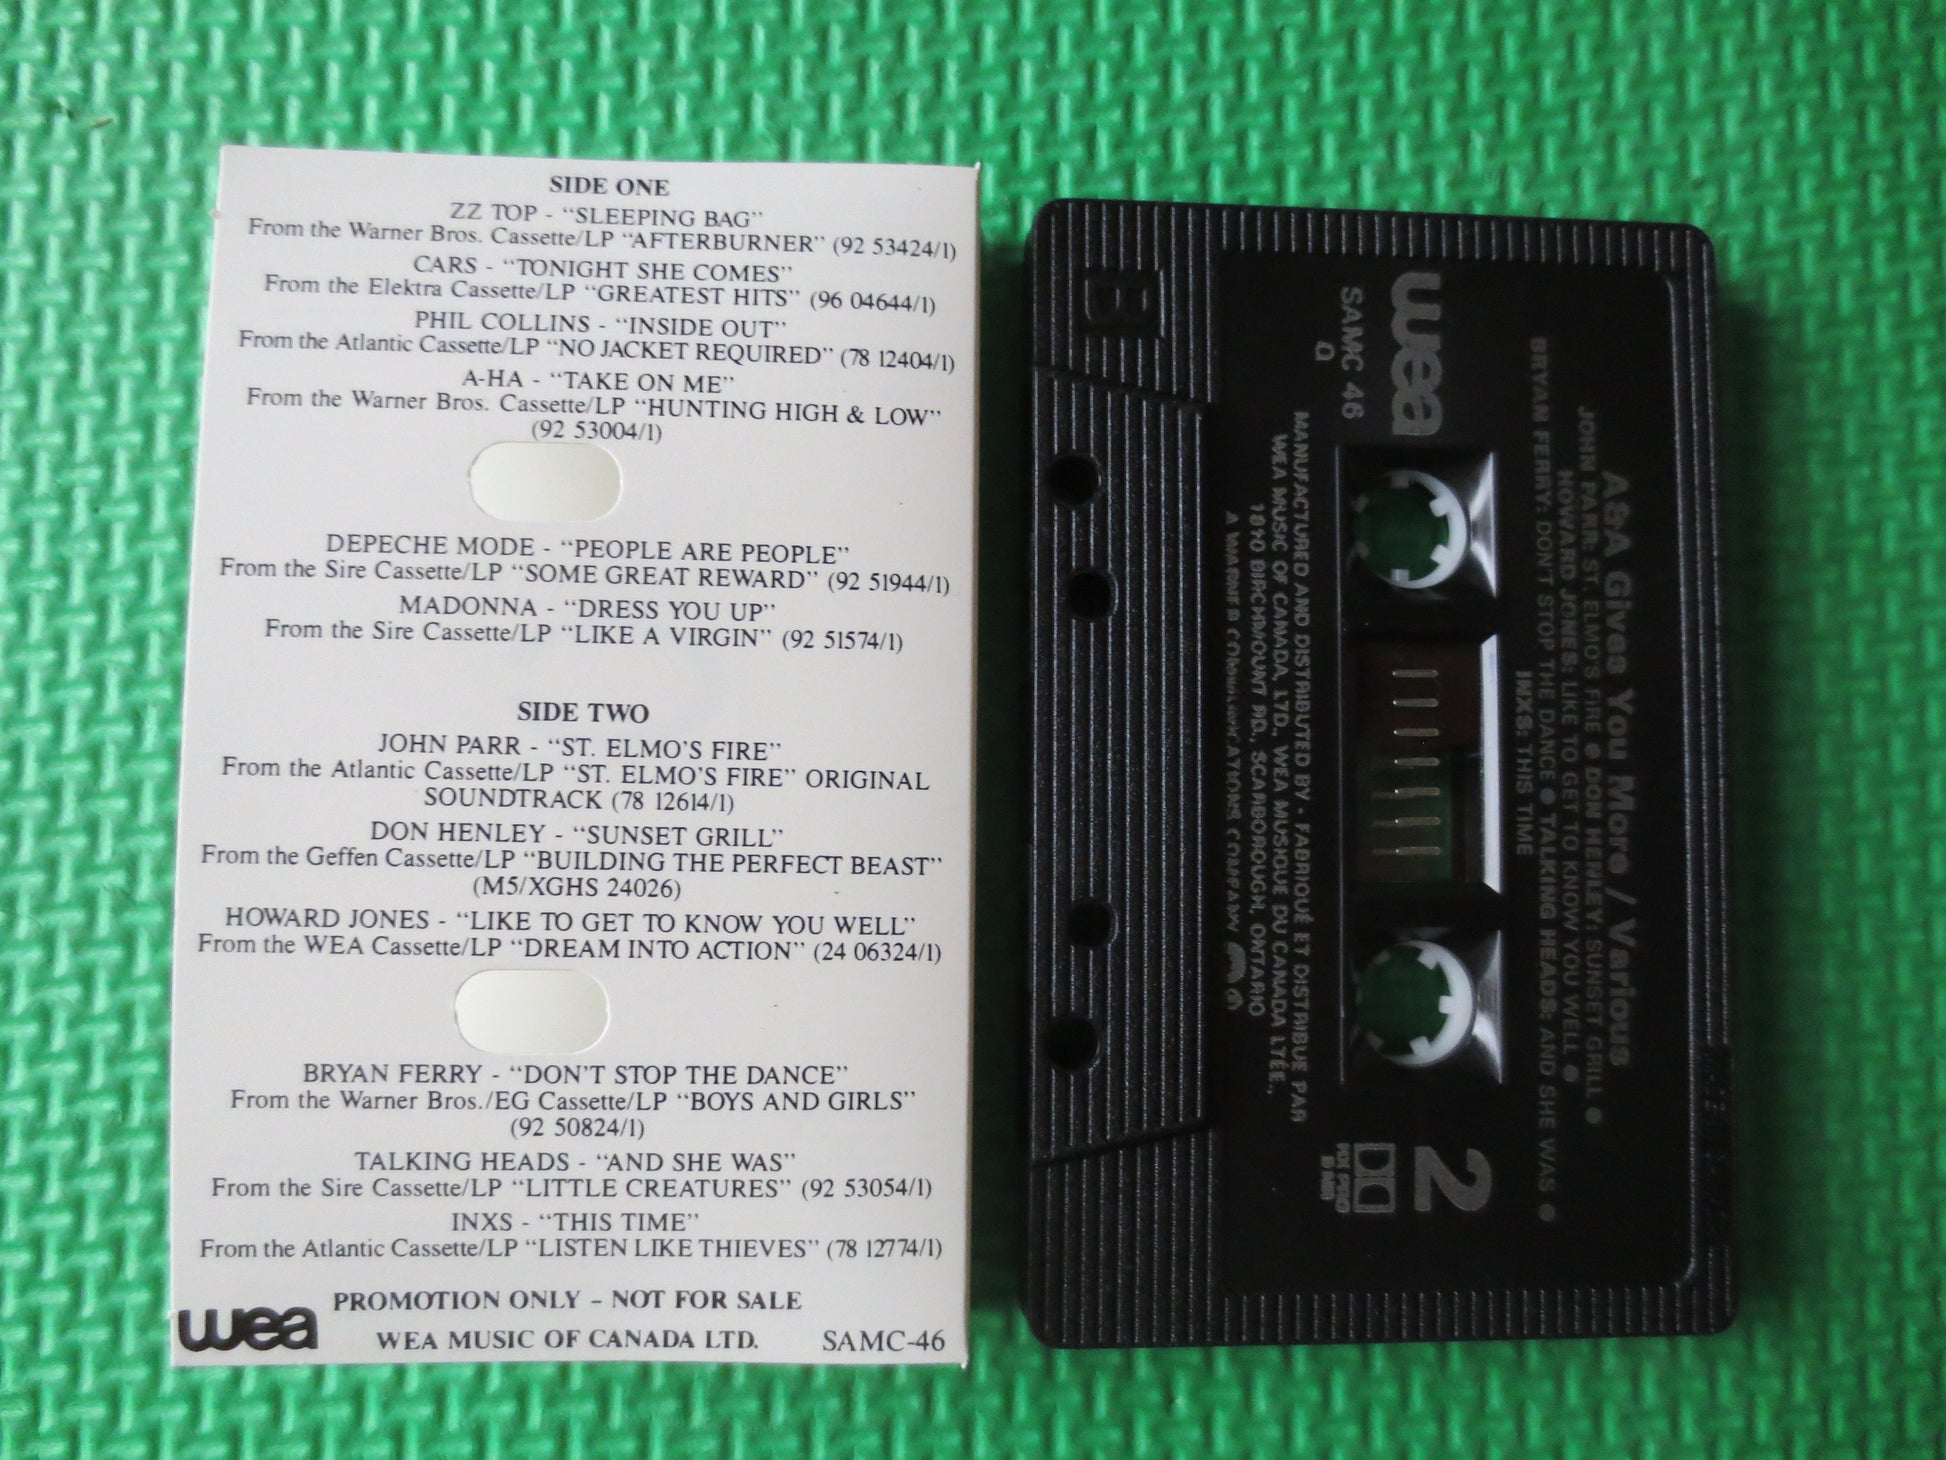 SIDE ONE
ZZ TOP - "SLEEPING BAG"
From the Warner Bros. Cassette/LP "AFTERBURNER" (92 53424/1)
CARS - "TONIGHT SHE COMES"
From the Elektra Cassette/LP "GREATEST HITS" (96 04644/1)
PHIL COLLINS - "INSIDE OUT"
From the Atlantic Cassette/LP "NO JACKET REQUIRED" (78 12404/1)
A-HA - "TAKE ON ME"
From the Warner Bros. Cassette/LP "HUNTING HIGH & LOW"
(92 53004/1)
DEPECHE MODE - "PEOPLE ARE PEOPLE"
From the Sire Cassette/LP "SOME GREAT REWARD" (92 51944/1)
MADONNA - "DRESS YOU UP"
From the Sire Cassette/LP "LIKE A VIRGIN" (92 51574/1)
SIDE TWO
JOHN PARR - "ST. ELMO'S FIRE"
From the Atlantic Cassette/LP "ST. ELMO'S FIRE" ORIGINAL
SOUNDTRACK (78 12614/1)
DON HENLEY - "SUNSET GRILL"
From the Geffen Cassette/LP "BUILDING THE PERFECT BEAST"
(M5/XGHS 24026)
HOWARD JONES - "LIKE TO GET TO KNOW YOU WELL"
From the WEA Cassette/LP "DREAM INTO ACTION" (24 06324/1)
BRYAN FERRY - "DON'T STOP THE DANCE"
From the Warner Bros./EG Cassette/LP "BOYS AND GIRLS"
(92 50824/1)
TALKING HEADS - "AND SHE WAS"
From the Sire Cassette/LP "LITTLE CREATURES" (92 53054/1)
INXS - "THIS TIME"
From the Atlantic Cassette/LP "LISTEN LIKE THIEVES" (78 12774/1)
PROMOTION ONLY – NOT FOR SALE
wea WEA MUSIC OF CANADA LTD. SAMC-46
B
A&A Gives You More / Various
JOHN PARR: ST. ELMO'S FIRE ● DON HENLEY: SUNSET GRILL ●
HOWARD JONES: LIKE TO GET TO KNOW YOU WELL ●
BRYAN FERRY: DON'T STOP THE DANCE ● TALKING HEADS: AND SHE WAS ●
INXS: THIS TIME
wea
SAMC 46
2
MANUFACTURED AND DISTRIBUTED BY • FABRIQUÉ ET DISTRIBUE PAR
WEA MUSIC OF CANADA, LTD., WEA MUSIQUE DU CANADA LTÉE.,
1810 BIRCHMOUNT RD., SCARBOROUGH, ONTARIO
A WARNER COMMUNICATIONS COMPANY